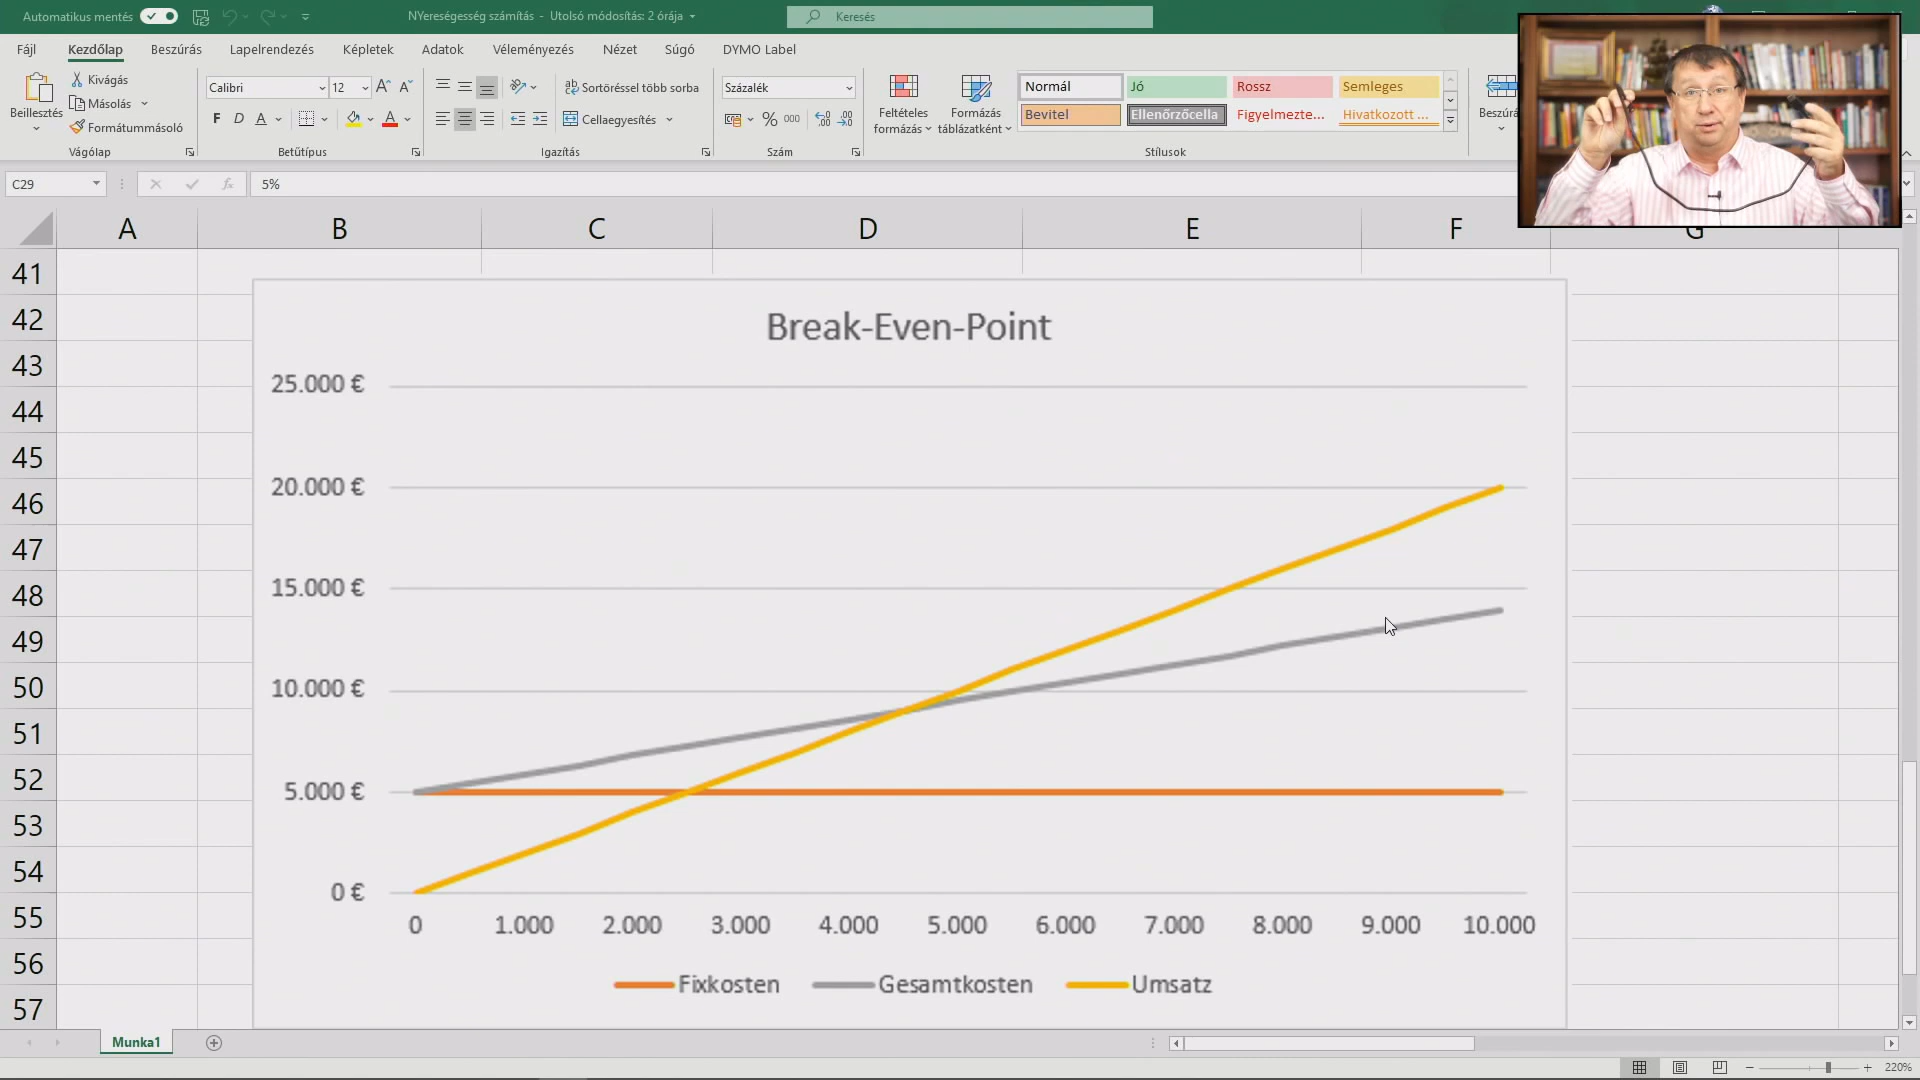 Automatikus mentés
NYereségesség számítás - Utolsó módosítás: 2 órája
Keresés
Fájl Kezdőlap Beszúrás Lapelrendezés Képletek Adatok Véleményezés Nézet Súgó DYMO Label
Beillesztés
Kivágás
Másolás
Formátummásoló
Vágólap
Calibri 12
F D A A
Betűtípus
Sortöréssel több sorba
Cellaegyesítés
Igazítás
Százalék
% 000
Szám
Feltételes
formázás
Formázás
táblázatként
Normál Jó Rossz Semleges
Bevitel Ellenőrzőcella Figyelmezte... Hivatkozott ...
Stílusok
C29 fx 5%
A B C D E F
41
42
43
44
45
46
47
48
49
50
51
52
53
54
55
56
57
Break-Even-Point
25.000 €
20.000 €
15.000 €
10.000 €
5.000 €
0 €
0 1.000 2.000 3.000 4.000 5.000 6.000 7.000 8.000 9.000 10.000
Fixkosten Gesamtkosten Umsatz
Munka1
220%